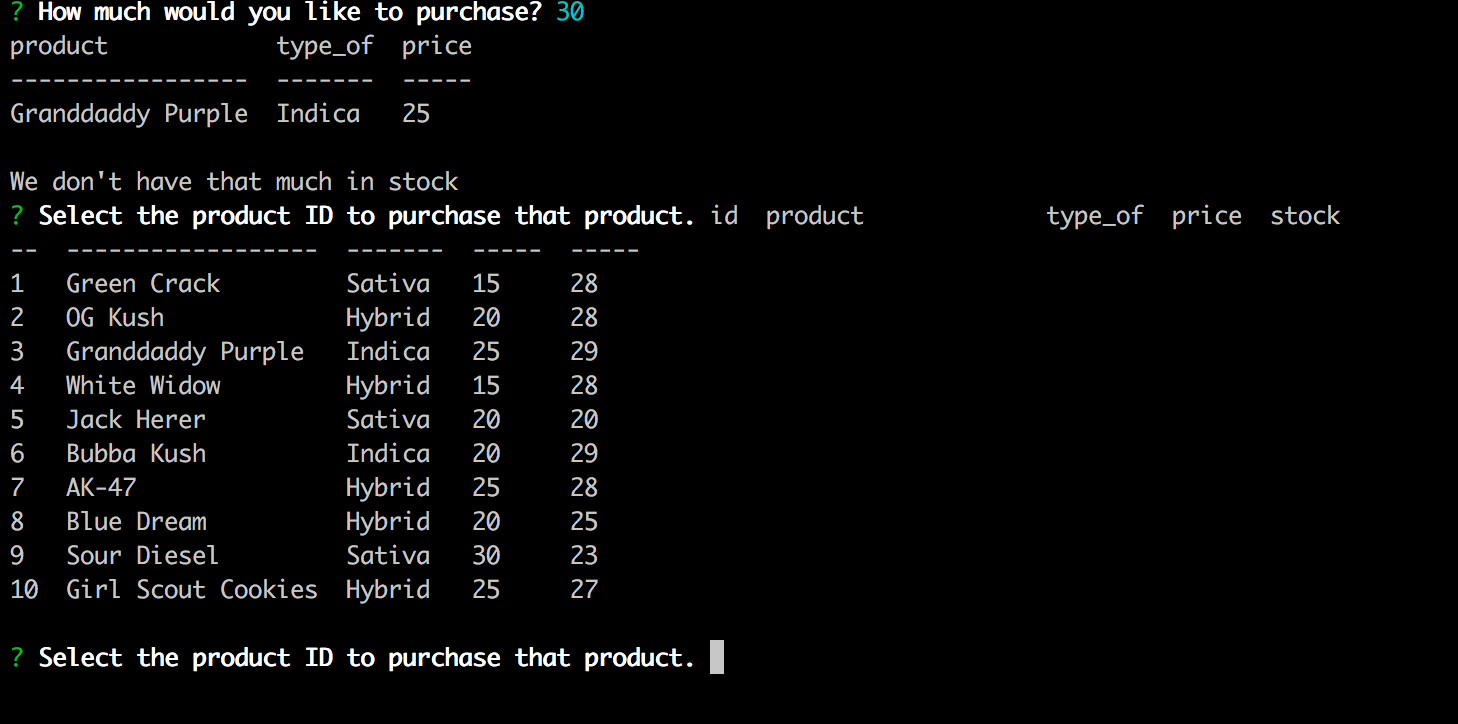 ? How much would you like to purchase? 30
product            type_of  price
-----------------  -------  -----
Granddaddy Purple  Indica   25
We don't have that much in stock
? Select the product ID to purchase that product. id  product             type_of  price  stock
--  ------------------  -------  -----  -----
1   Green Crack         Sativa   15     28
2   OG Kush             Hybrid   20     28
3   Granddaddy Purple   Indica   25     29
4   White Widow         Hybrid   15     28
5   Jack Herer          Sativa   20     20
6   Bubba Kush          Indica   20     29
7   AK-47               Hybrid   25     28
8   Blue Dream          Hybrid   20     25
9   Sour Diesel         Sativa   30     23
10  Girl Scout Cookies  Hybrid   25     27
? Select the product ID to purchase that product.